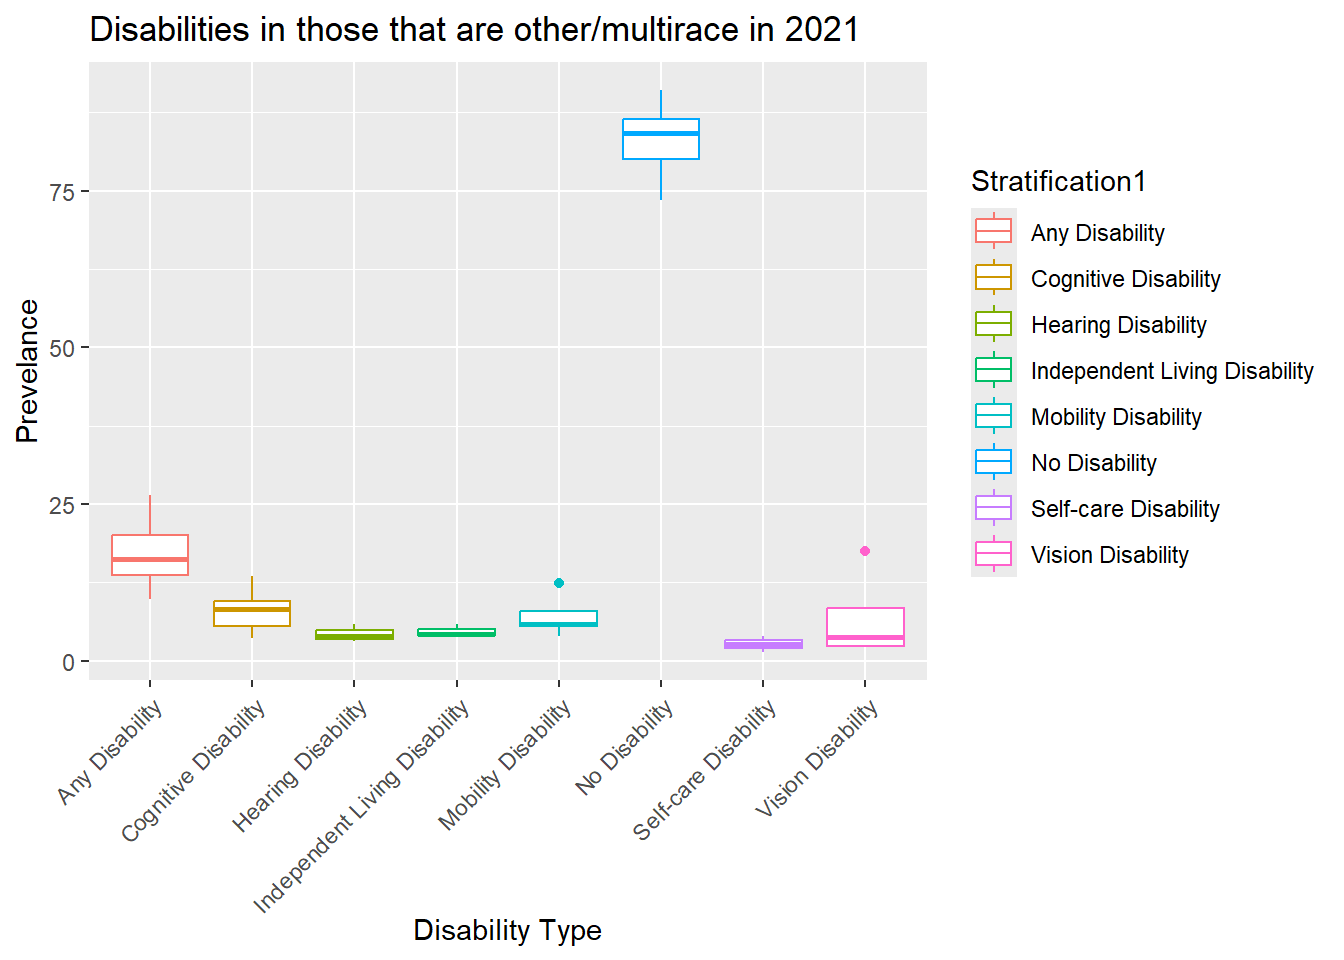 Disabilities in those that are other/multirace in 2021
Prevelance
75
50
25
0
Any Disability
Cognitive Disability
Hearing Disability
Independent Living Disability
Mobility Disability
No Disability
Self-care Disability
Vision Disability
Disability Type
Stratification1
Any Disability
Cognitive Disability
Hearing Disability
Independent Living Disability
Mobility Disability
No Disability
Self-care Disability
Vision Disability